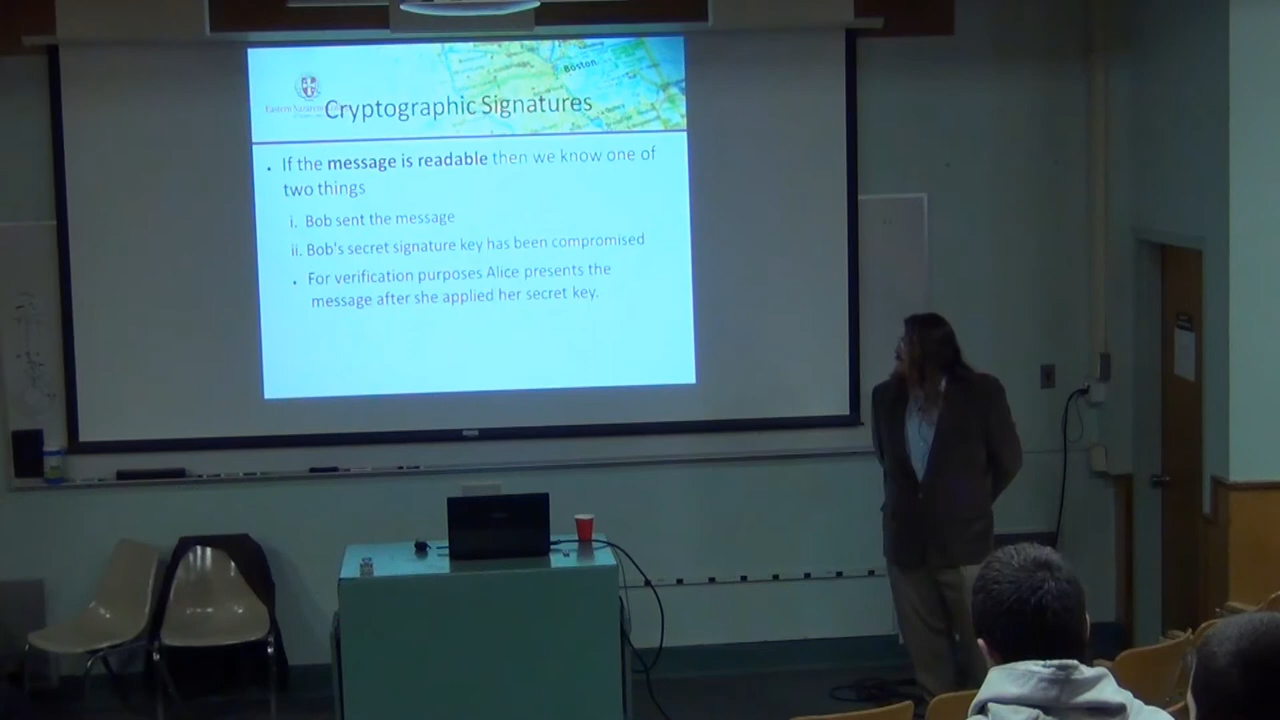 Boston
Eastern Nazarene
Cryptographic Signatures
• If the message is readable then we know one of
two things
i. Bob sent the message
ii. Bob's secret signature key has been compromised
• For verification purposes Alice presents the
message after she applied her secret key.